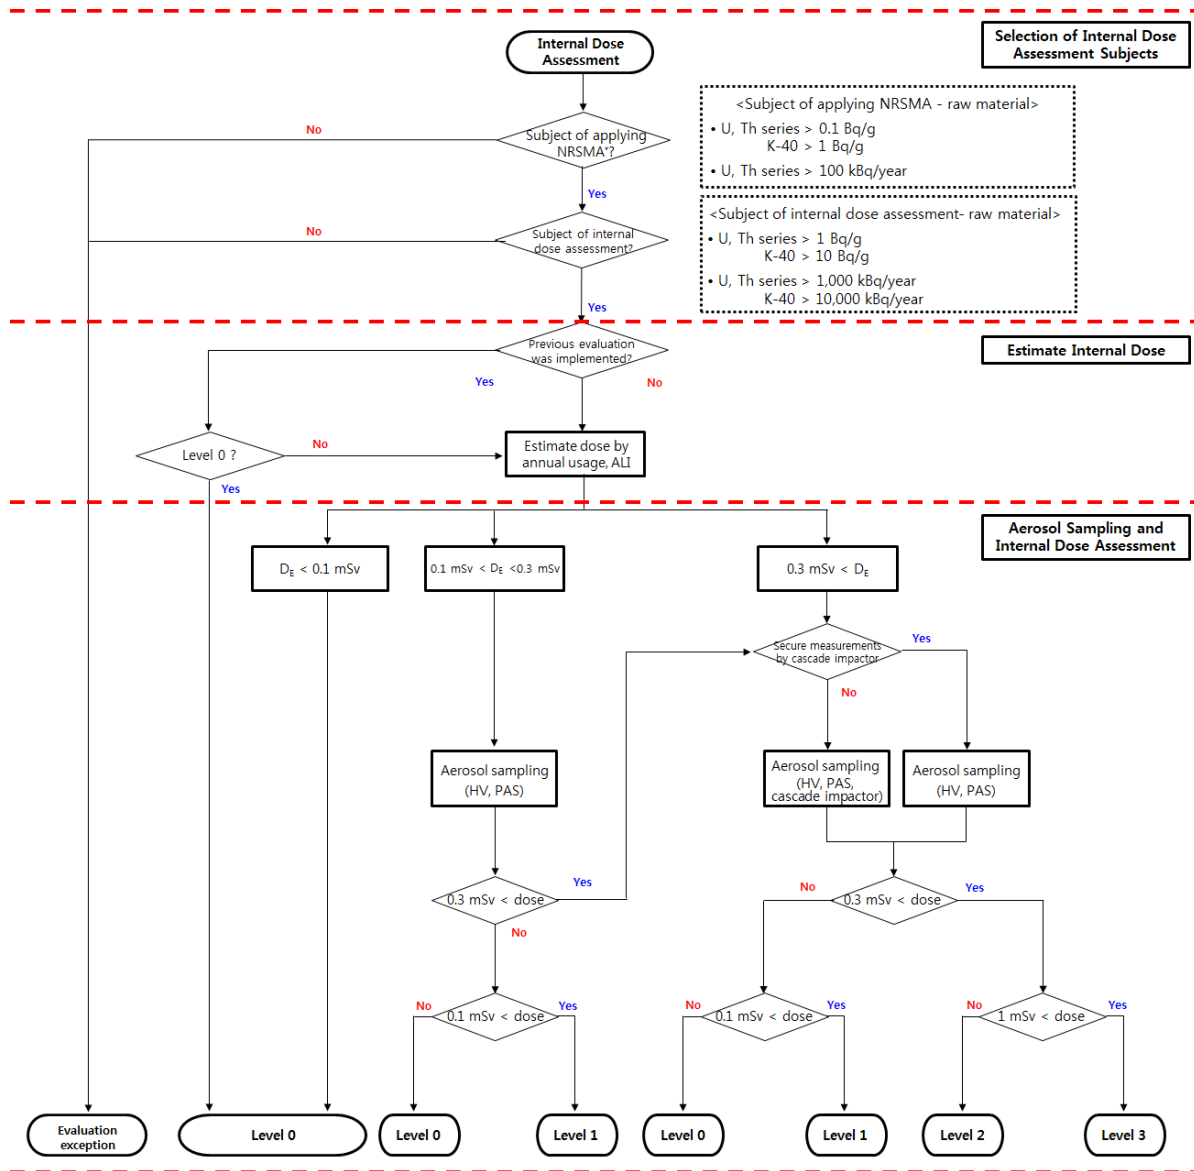 Selection of Internal Dose
Assessment Subjects
Internal Dose
Assessment
<Subject of applying NRSMA - raw material>
• U, Th series > 0.1 Bq/g
K-40 > 1 Bq/g
• U, Th series > 100 kBq/year
No
Subject of applying
NRSMA*?
Yes
<Subject of internal dose assessment- raw material>
• U, Th series > 1 Bq/g
K-40 > 10 Bq/g
• U, Th series > 1,000 kBq/year
K-40 > 10,000 kBq/year
No
Subject of internal
dose assessment?
Yes
Estimate Internal Dose
Previous evaluation
was implemented?
Yes
No
Level 0 ?
No
Estimate dose by
annual usage, ALI
Yes
Aerosol Sampling and
Internal Dose Assessment
DE < 0.1 mSv
0.1 mSv < DE <0.3 mSv
0.3 mSv < DE
Secure measurements
by cascade impactor
Yes
No
Aerosol sampling
(HV, PAS)
Aerosol sampling
(HV, PAS,
cascade impactor)
Aerosol sampling
(HV, PAS)
0.3 mSv < dose
Yes
No
No
0.3 mSv < dose
Yes
No
0.1 mSv < dose
Yes
No
0.1 mSv < dose
Yes
No
1 mSv < dose
Yes
Evaluation
exception
Level 0
Level 0
Level 1
Level 0
Level 1
Level 2
Level 3